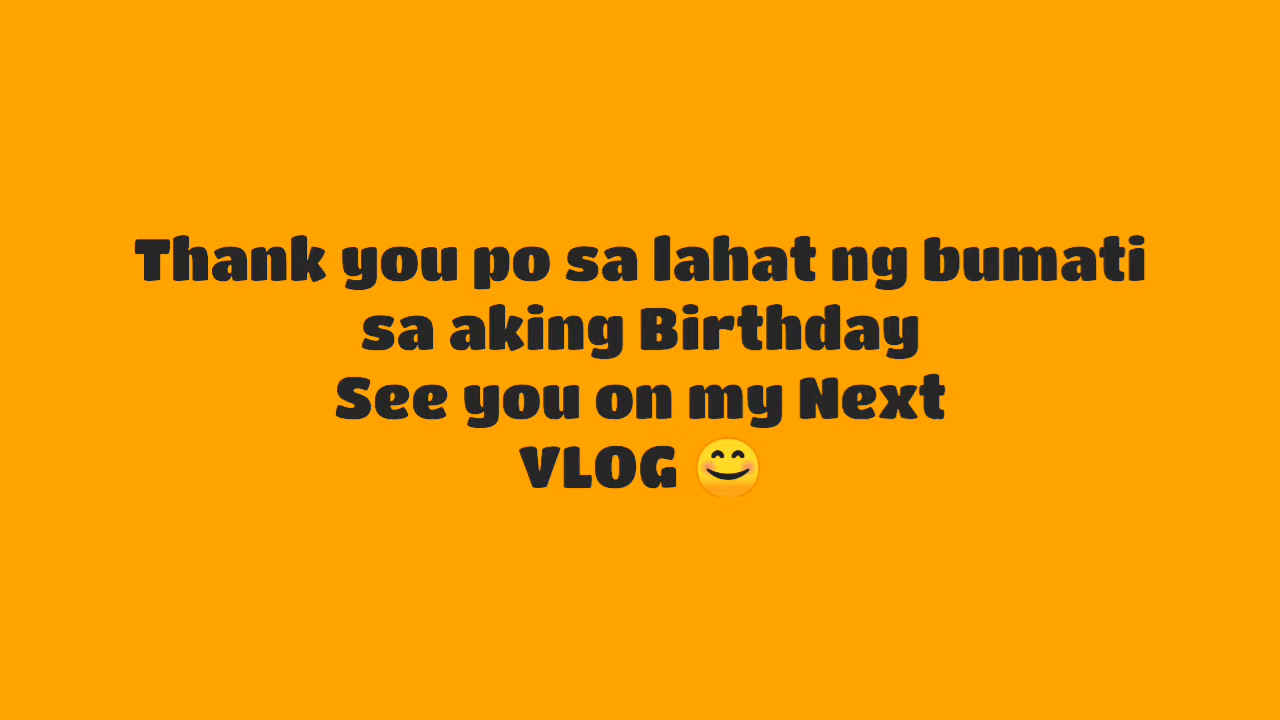 Thank you po sa lahat ng bumati
sa aking Birthday
See you on my Next
VLOG 😊